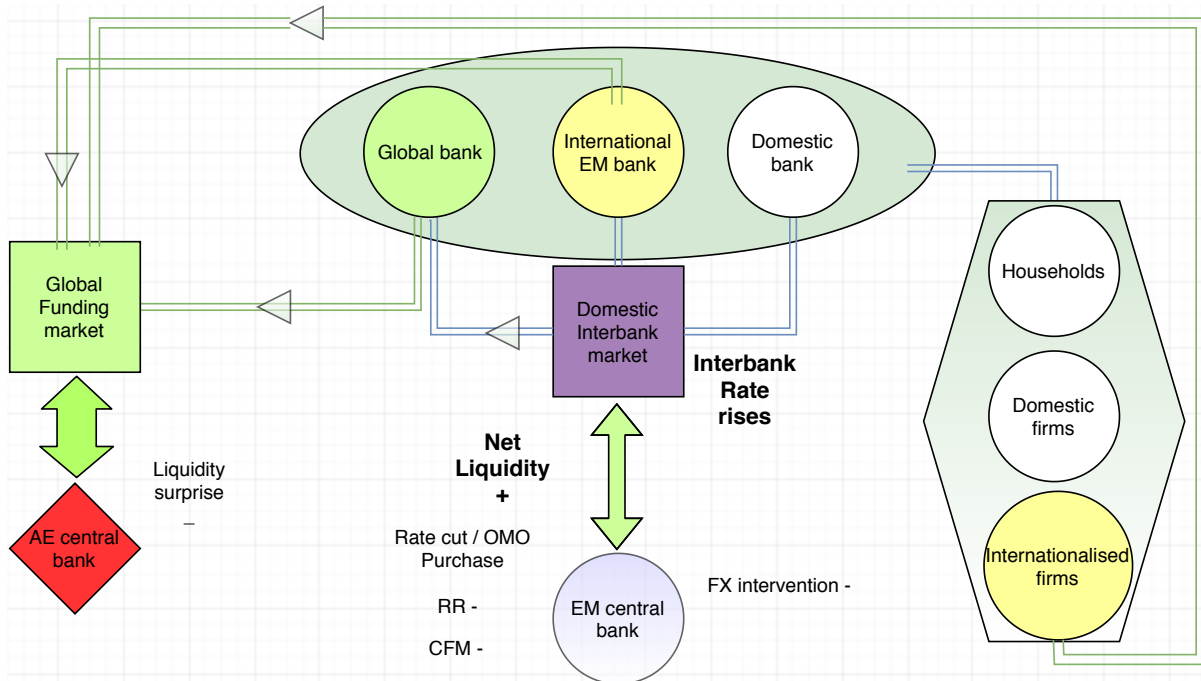 Global bank
International
EM bank
Domestic
bank
Global
Funding
market
Domestic
Interbank
market
Interbank
Rate
rises
Households
Domestic
firms
Internationalised
firms
Net
Liquidity
+
Liquidity
surprise
–
AE central
bank
Rate cut / OMO
Purchase
RR -
CFM -
EM central
bank
FX intervention -